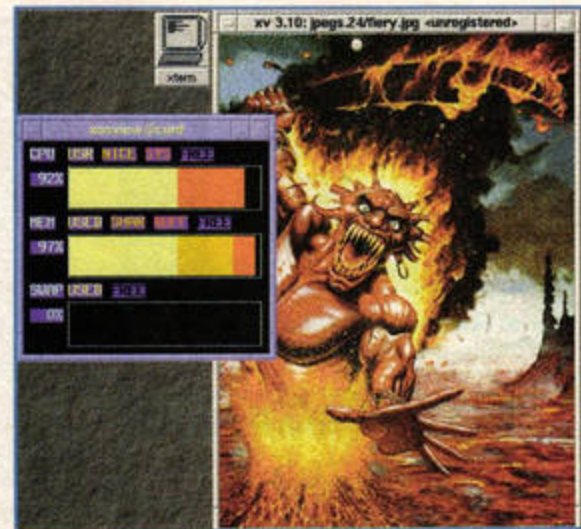 xv 3.10: jpegs.24/fiery.jpg <unregistered>
xterm
CPU USR NICE SYS FREE
92%
MEM USED SHAR BUFF FREE
97%
SWAP USED FREE
0%